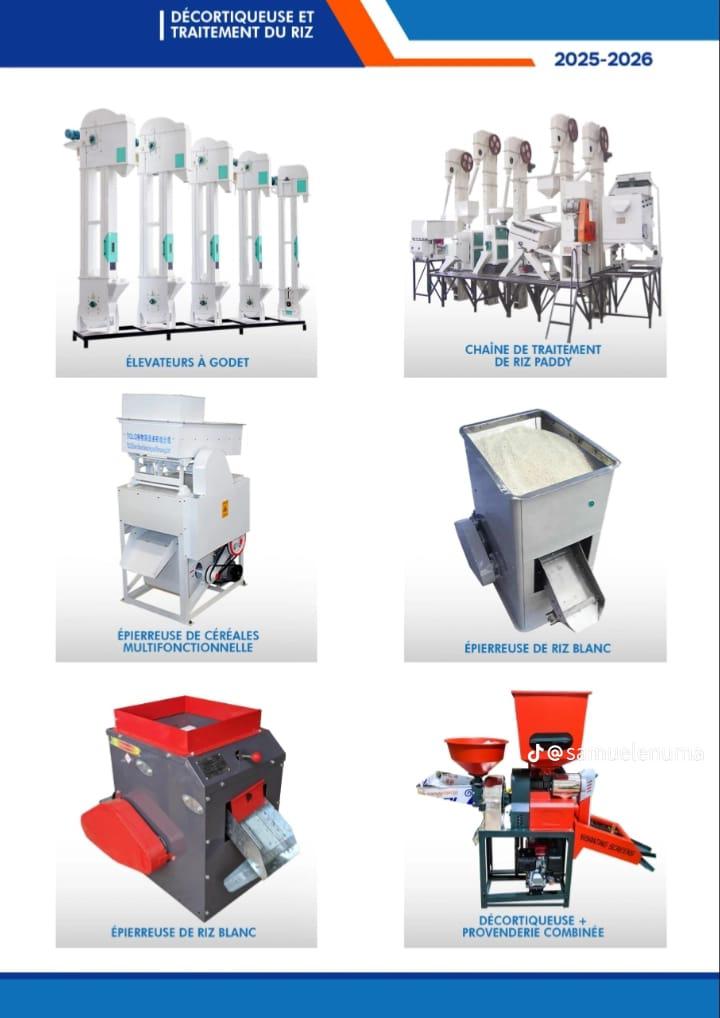 DÉCORTIQUEUSE ET
TRAITEMENT DU RIZ
2025-2026
ÉLEVATEURS À GODET
CHAÎNE DE TRAITEMENT
DE RIZ PADDY
ÉPIERREUSE DE CÉRÉALES
MULTIFONCTIONNELLE
ÉPIERREUSE DE RIZ BLANC
@samuelenuma
ÉPIERREUSE DE RIZ BLANC
DÉCORTIQUEUSE +
PROVENDERIE COMBINÉE